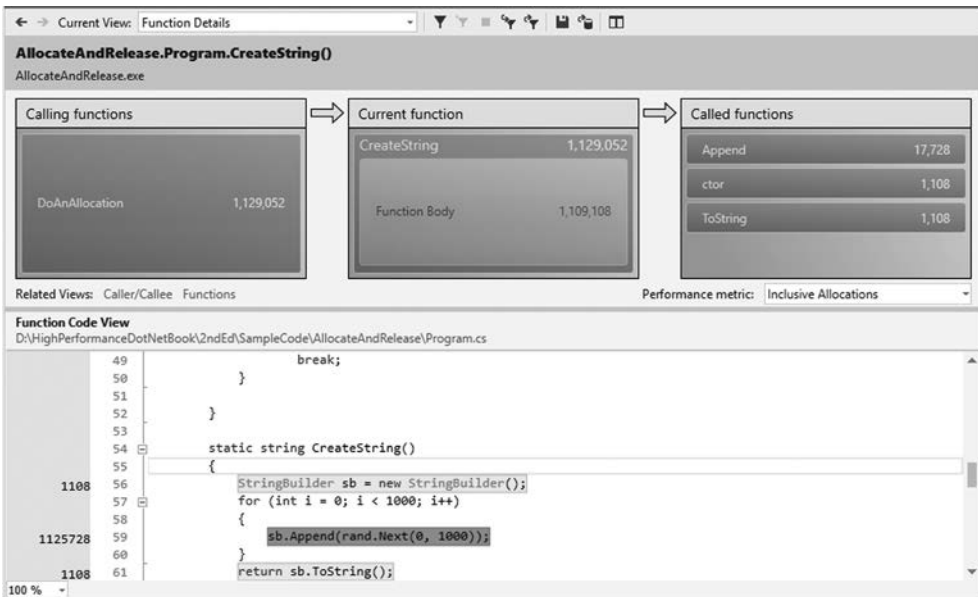 Current View: Function Details
AllocateAndRelease.Program.CreateString()
AllocateAndRelease.exe
Calling functions
DoAnAllocation 1,129,052
Current function
CreateString 1,129,052
Function Body 1,109,108
Called functions
Append 17,728
ctor 1,108
ToString 1,108
Related Views: Caller/Callee Functions
Performance metric: Inclusive Allocations
Function Code View
D:\HighPerformanceDotNetBook\2ndEd\SampleCode\AllocateAndRelease\Program.cs
49 break;
50 }
51
52 }
53
54 static string CreateString()
55 {
1108 56 StringBuilder sb = new StringBuilder();
57 for (int i = 0; i < 1000; i++)
58 {
1125728 59 sb.Append(rand.Next(0, 1000));
60 }
1108 61 return sb.ToString();
100 %